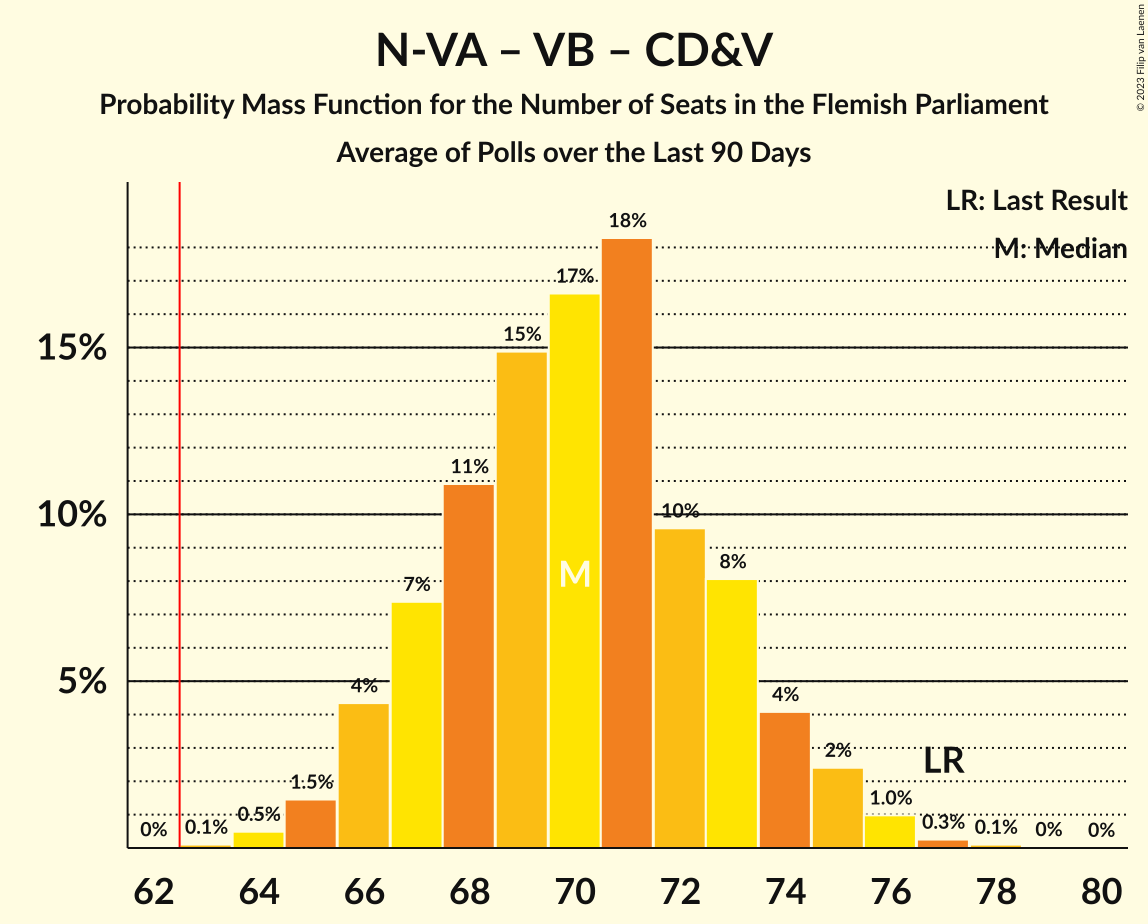 N-VA – VB – CD&V
Probability Mass Function for the Number of Seats in the Flemish Parliament
Average of Polls over the Last 90 Days
© 2023 Filip van Laenen
LR: Last Result
M: Median
15%
10%
5%
0%
0.1%
0.5%
1.5%
4%
7%
11%
15%
17%
18%
10%
8%
4%
2%
1.0%
0.3%
0.1%
0%
0%
M
LR
62 64 66 68 70 72 74 76 78 80